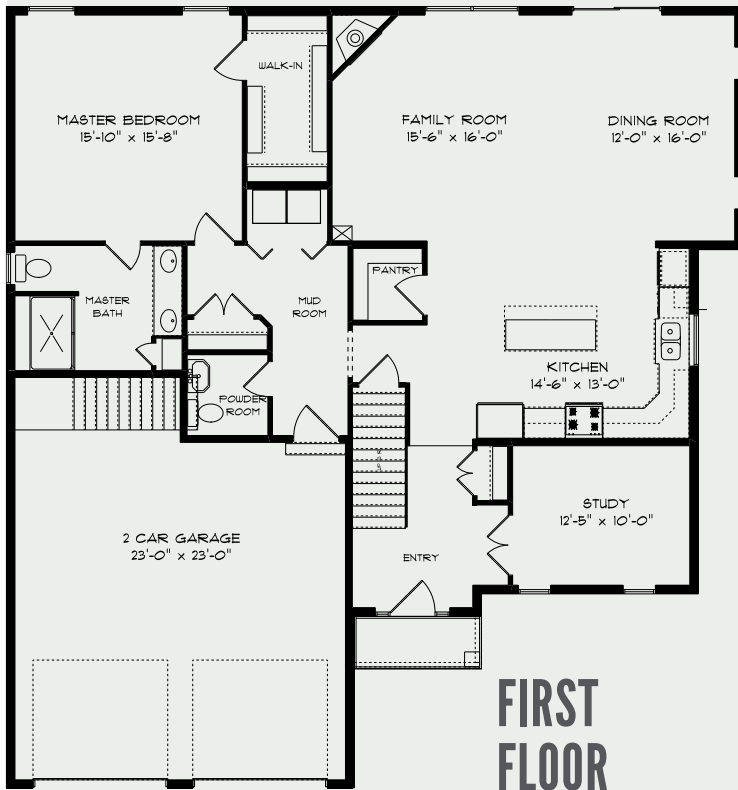 WALK-IN
MASTER BEDROOM
15'-10" x 15'-8"
FAMILY ROOM
15'-6" x 16'-0"
DINING ROOM
12'-0" x 16'-0"
PANTRY
MASTER
BATH
MUD
ROOM
KITCHEN
14'-6" x 13'-0"
POWDER
ROOM
STUDY
12'-5" x 10'-0"
2 CAR GARAGE
23'-0" x 23'-0"
ENTRY
FIRST
FLOOR